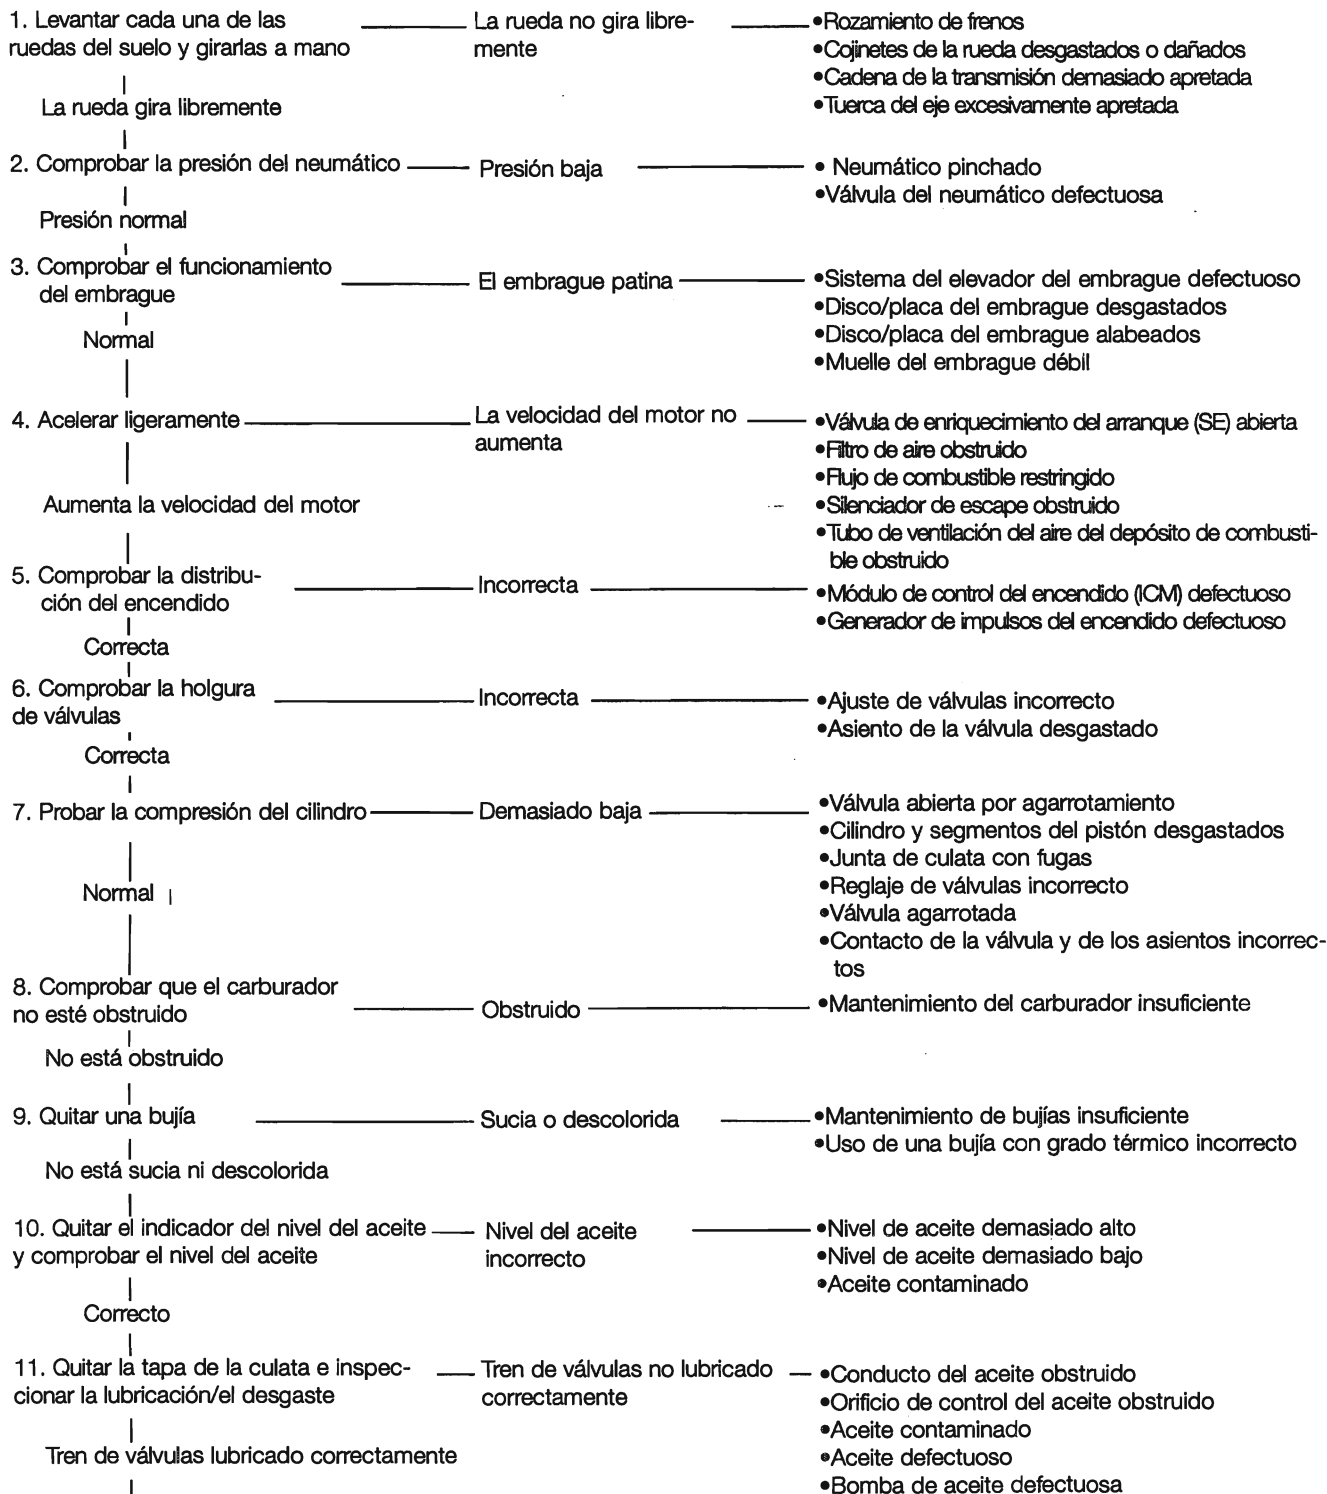 1. Levantar cada una de las
ruedas del suelo y girarlas a mano
La rueda no gira libre-
mente
•Rozamiento de frenos
•Cojinetes de la rueda desgastados o dañados
•Cadena de la transmisión demasiado apretada
•Tuerca del eje excesivamente apretada
La rueda gira libremente
2. Comprobar la presión del neumático
Presión baja
• Neumático pinchado
•Válvula del neumático defectuosa
Presión normal
3. Comprobar el funcionamiento
del embrague
El embrague patina
•Sistema del elevador del embrague defectuoso
•Disco/placa del embrague desgastados
•Disco/placa del embrague alabeados
•Muelle del embrague débil
Normal
4. Acelerar ligeramente
La velocidad del motor no
aumenta
•Válvula de enriquecimiento del arranque (SE) abierta
•Filtro de aire obstruido
•Flujo de combustible restringido
•Silenciador de escape obstruido
•Tubo de ventilación del aire del depósito de combusti-
ble obstruido
Aumenta la velocidad del motor
5. Comprobar la distribu-
ción del encendido
Incorrecta
•Módulo de control del encendido (ICM) defectuoso
•Generador de impulsos del encendido defectuoso
Correcta
6. Comprobar la holgura
de válvulas
Incorrecta
•Ajuste de válvulas incorrecto
•Asiento de la válvula desgastado
Correcta
7. Probar la compresión del cilindro
Demasiado baja
•Válvula abierta por agarrotamiento
•Cilindro y segmentos del pistón desgastados
•Junta de culata con fugas
•Reglaje de válvulas incorrecto
•Válvula agarrotada
•Contacto de la válvula y de los asientos incorrec-
tos
Normal
8. Comprobar que el carburador
no esté obstruido
Obstruido
•Mantenimiento del carburador insuficiente
No está obstruido
9. Quitar una bujía
Sucia o descolorida
•Mantenimiento de bujías insuficiente
•Uso de una bujía con grado térmico incorrecto
No está sucia ni descolorida
10. Quitar el indicador del nivel del aceite
y comprobar el nivel del aceite
Nivel del aceite
incorrecto
•Nivel de aceite demasiado alto
•Nivel de aceite demasiado bajo
•Aceite contaminado
Correcto
11. Quitar la tapa de la culata e inspec-
cionar la lubricación/el desgaste
Tren de válvulas no lubricado
correctamente
•Conducto del aceite obstruido
•Orificio de control del aceite obstruido
•Aceite contaminado
•Aceite defectuoso
•Bomba de aceite defectuosa
Tren de válvulas lubricado correctamente